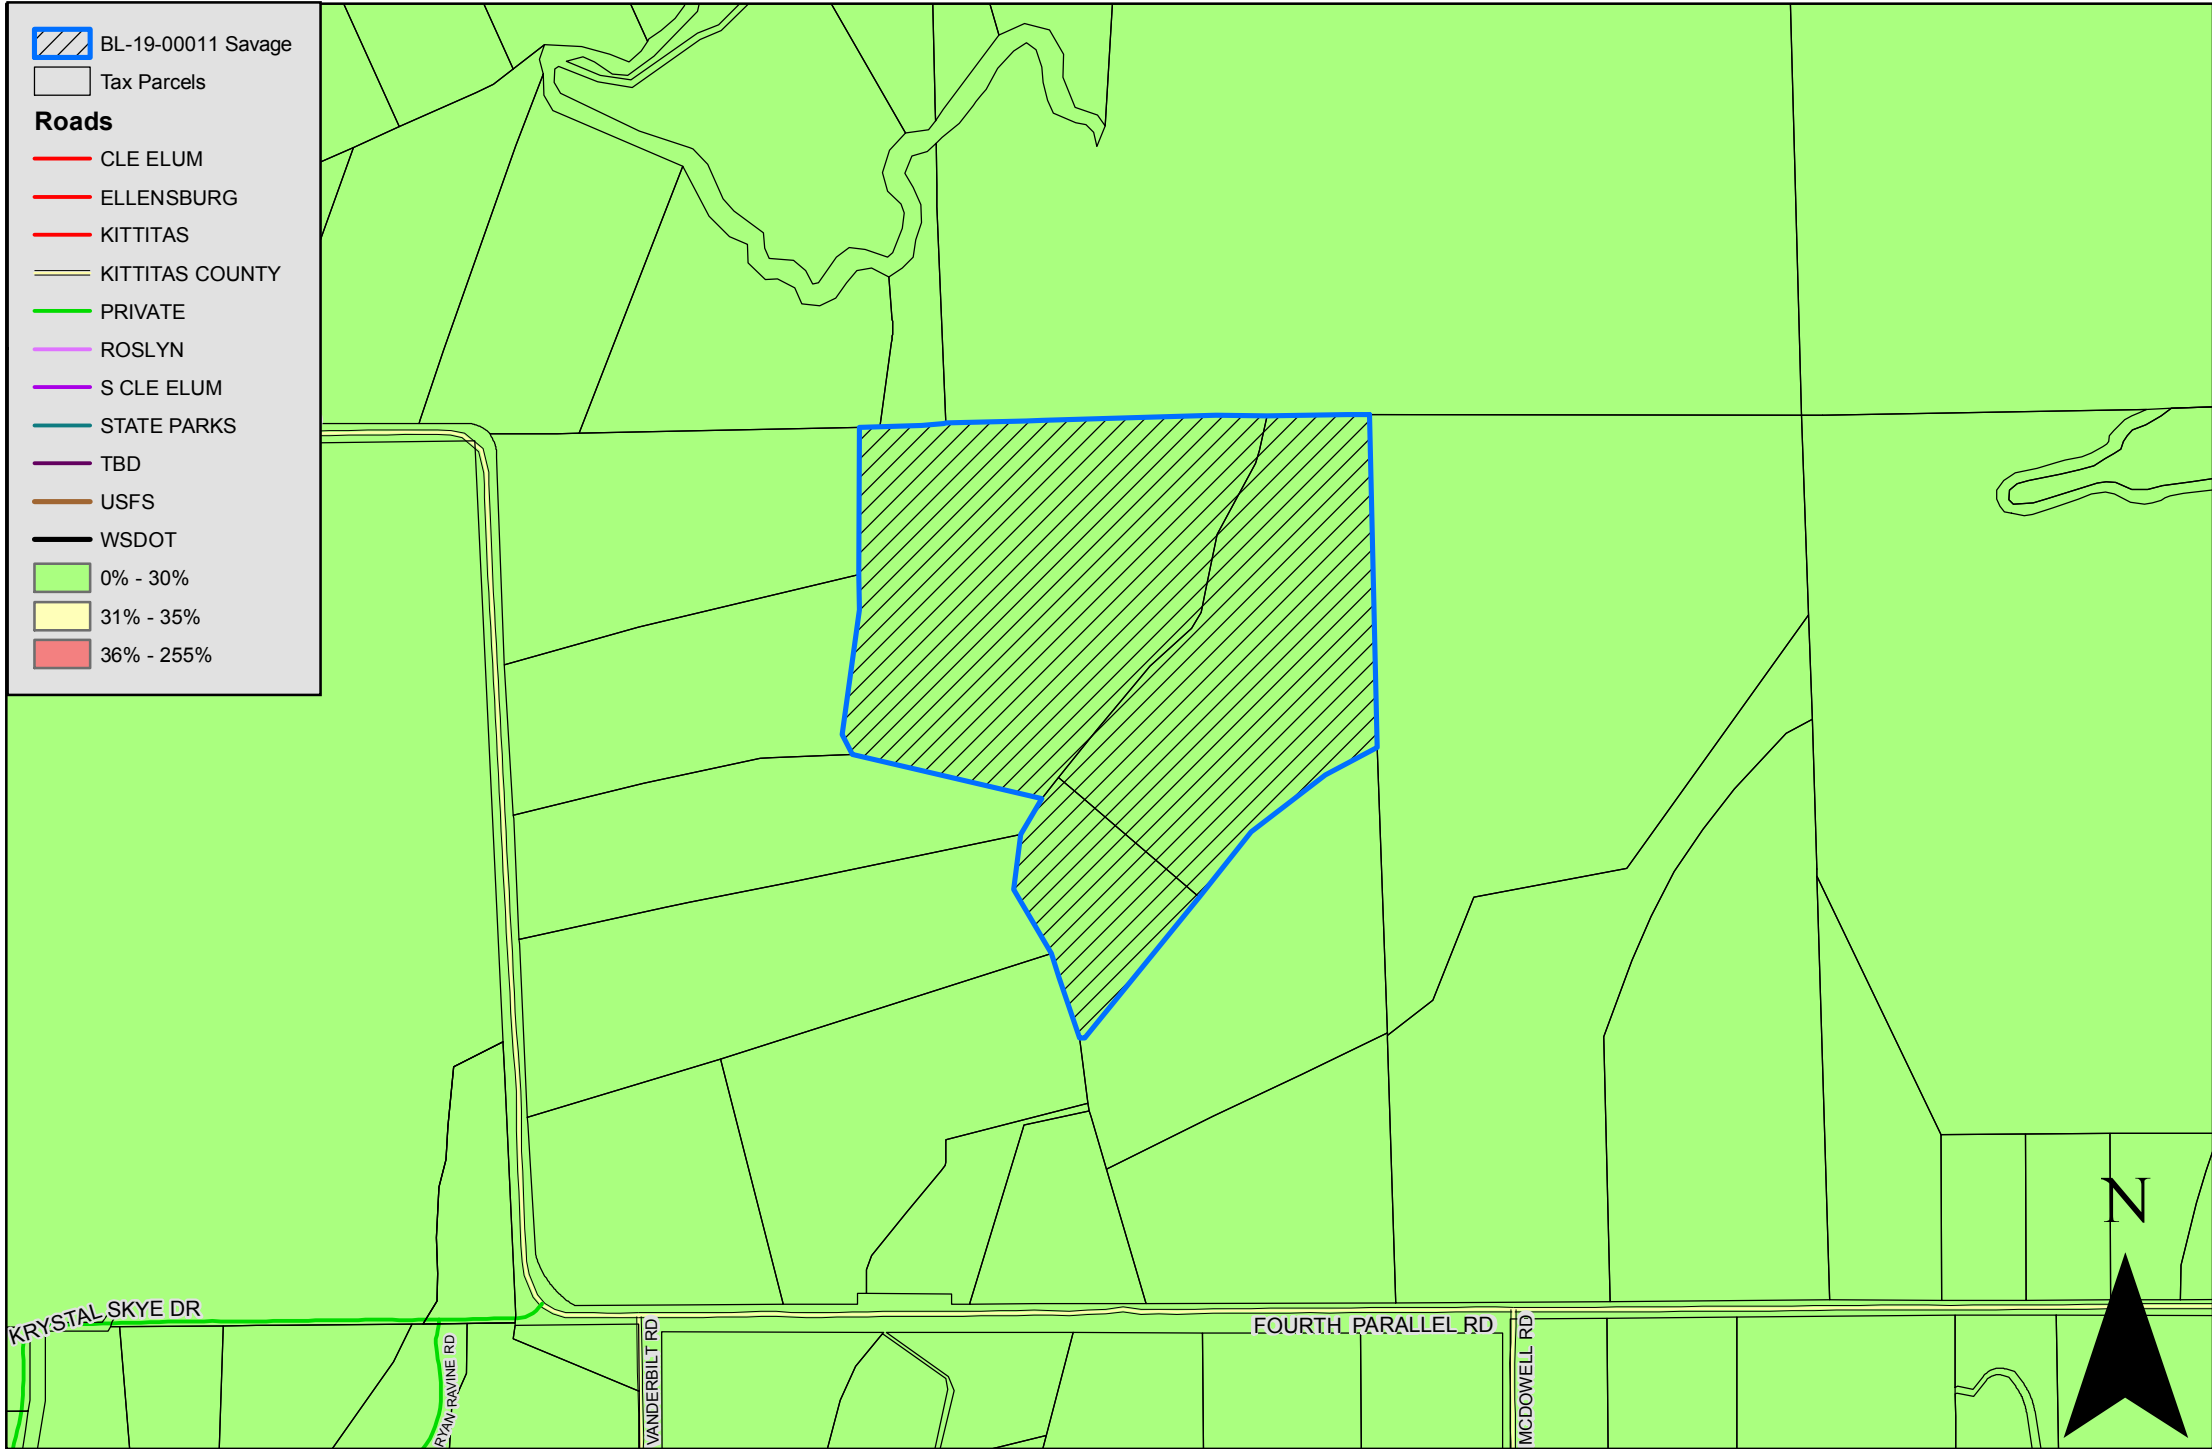 BL-19-00011 Savage
Tax Parcels
Roads
CLE ELUM
ELLENSBURG
KITTITAS
KITTITAS COUNTY
PRIVATE
ROSLYN
S CLE ELUM
STATE PARKS
TBD
USFS
WSDOT
0% - 30%
31% - 35%
36% - 255%
N
KRYSTAL SKYE DR
RYAN-RAVINE RD
VANDERBILT RD
FOURTH PARALLEL RD
MCDOWELL RD